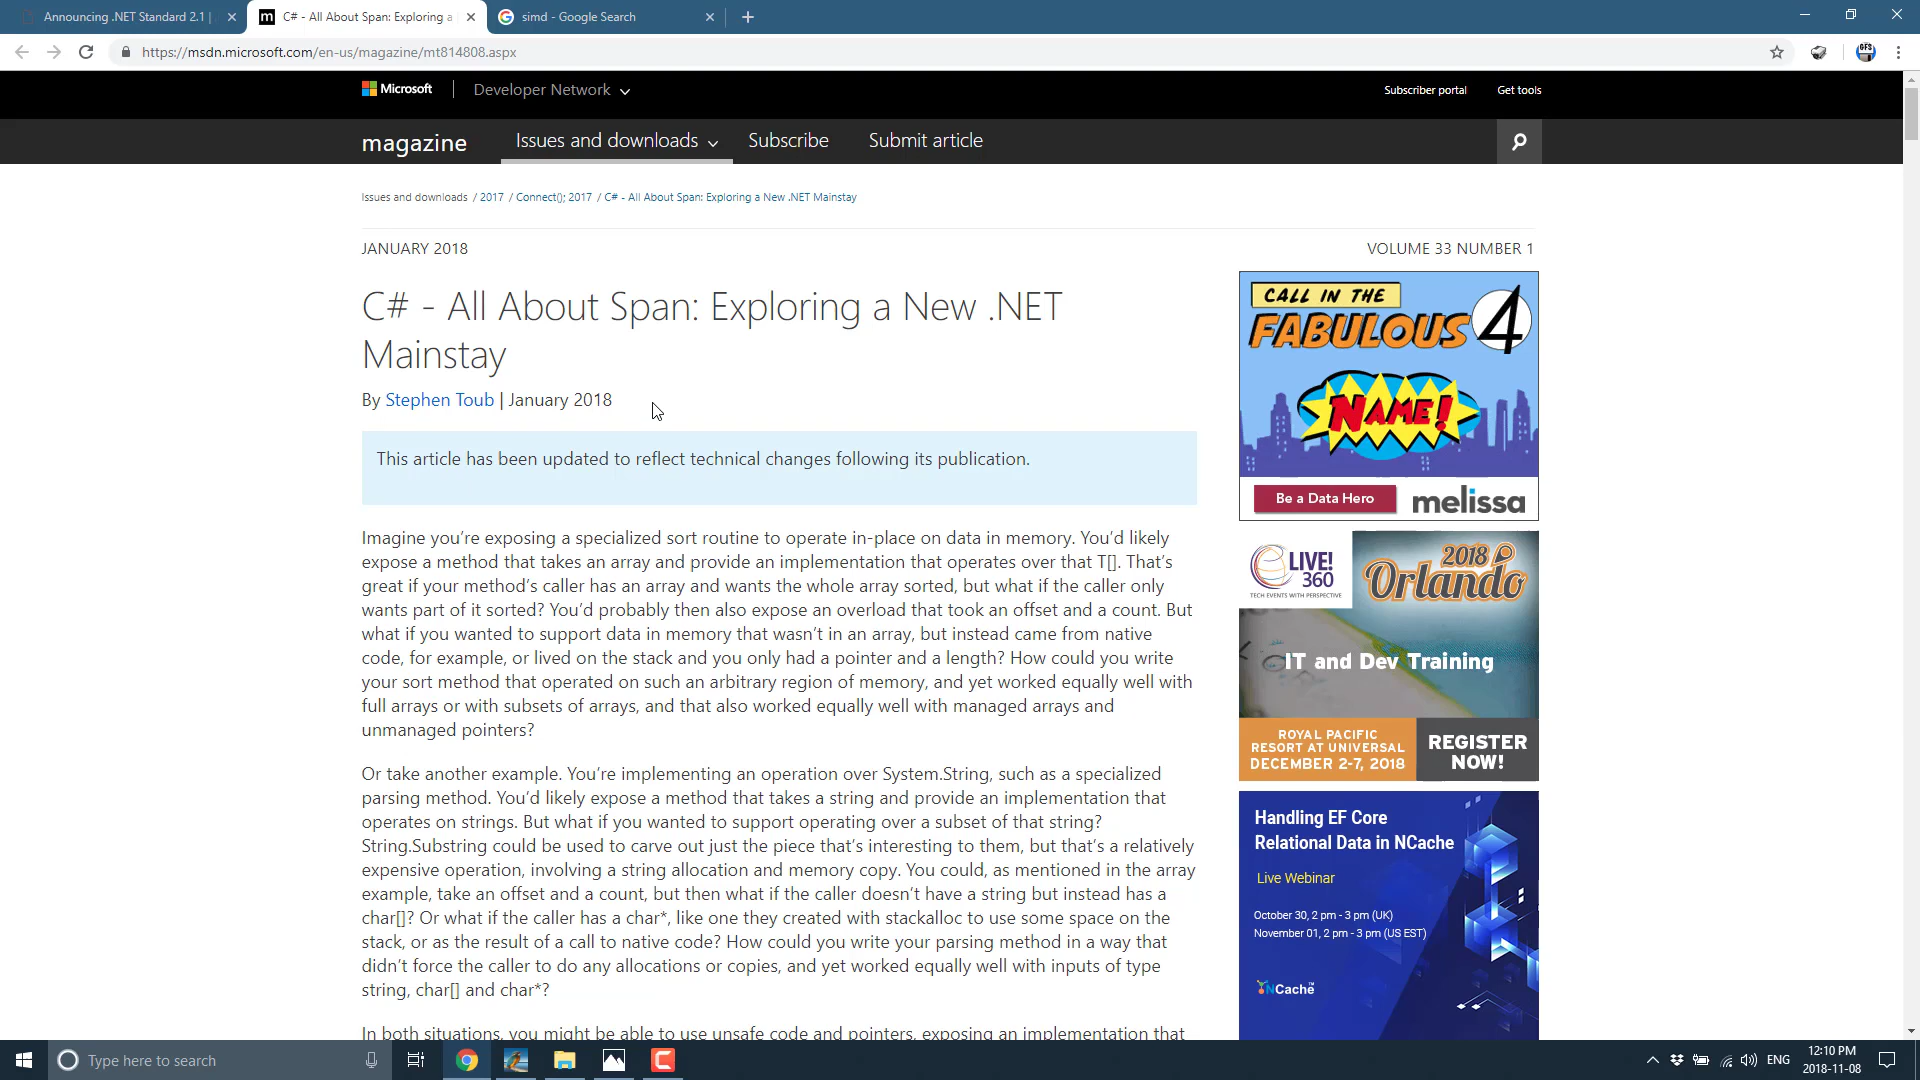 Announcing .NET Standard 2.1 |
C# - All About Span: Exploring a
simd - Google Search
https://msdn.microsoft.com/en-us/magazine/mt814808.aspx
GFS
Microsoft
Developer Network
Subscriber portal
Get tools
magazine
Issues and downloads
Subscribe
Submit article
Issues and downloads / 2017 / Connect(); 2017 / C# - All About Span: Exploring a New .NET Mainstay
JANUARY 2018
VOLUME 33 NUMBER 1
C# - All About Span: Exploring a New .NET
Mainstay
By Stephen Toub | January 2018
This article has been updated to reflect technical changes following its publication.
Imagine you’re exposing a specialized sort routine to operate in-place on data in memory. You’d likely
expose a method that takes an array and provide an implementation that operates over that T[]. That’s
great if your method’s caller has an array and wants the whole array sorted, but what if the caller only
wants part of it sorted? You’d probably then also expose an overload that took an offset and a count. But
what if you wanted to support data in memory that wasn’t in an array, but instead came from native
code, for example, or lived on the stack and you only had a pointer and a length? How could you write
your sort method that operated on such an arbitrary region of memory, and yet worked equally well with
full arrays or with subsets of arrays, and that also worked equally well with managed arrays and
unmanaged pointers?
Or take another example. You’re implementing an operation over System.String, such as a specialized
parsing method. You’d likely expose a method that takes a string and provide an implementation that
operates on strings. But what if you wanted to support operating over a subset of that string?
String.Substring could be used to carve out just the piece that’s interesting to them, but that’s a relatively
expensive operation, involving a string allocation and memory copy. You could, as mentioned in the array
example, take an offset and a count, but then what if the caller doesn’t have a string but instead has a
char[]? Or what if the caller has a char*, like one they created with stackalloc to use some space on the
stack, or as the result of a call to native code? How could you write your parsing method in a way that
didn’t force the caller to do any allocations or copies, and yet worked equally well with inputs of type
string, char[] and char*?
In both situations, you might be able to use unsafe code and pointers, exposing an implementation that
CALL IN THE
FABULOUS 4
NAME!
Be a Data Hero
melissa
LIVE!
360
TECH EVENTS WITH PERSPECTIVE
2018
Orlando
IT and Dev Training
ROYAL PACIFIC
RESORT AT UNIVERSAL
DECEMBER 2-7, 2018
REGISTER
NOW!
Handling EF Core
Relational Data in NCache
Live Webinar
October 30, 2 pm - 3 pm (UK)
November 01, 2 pm - 3 pm (US EST)
NCache
Type here to search
ENG
12:10 PM
2018-11-08